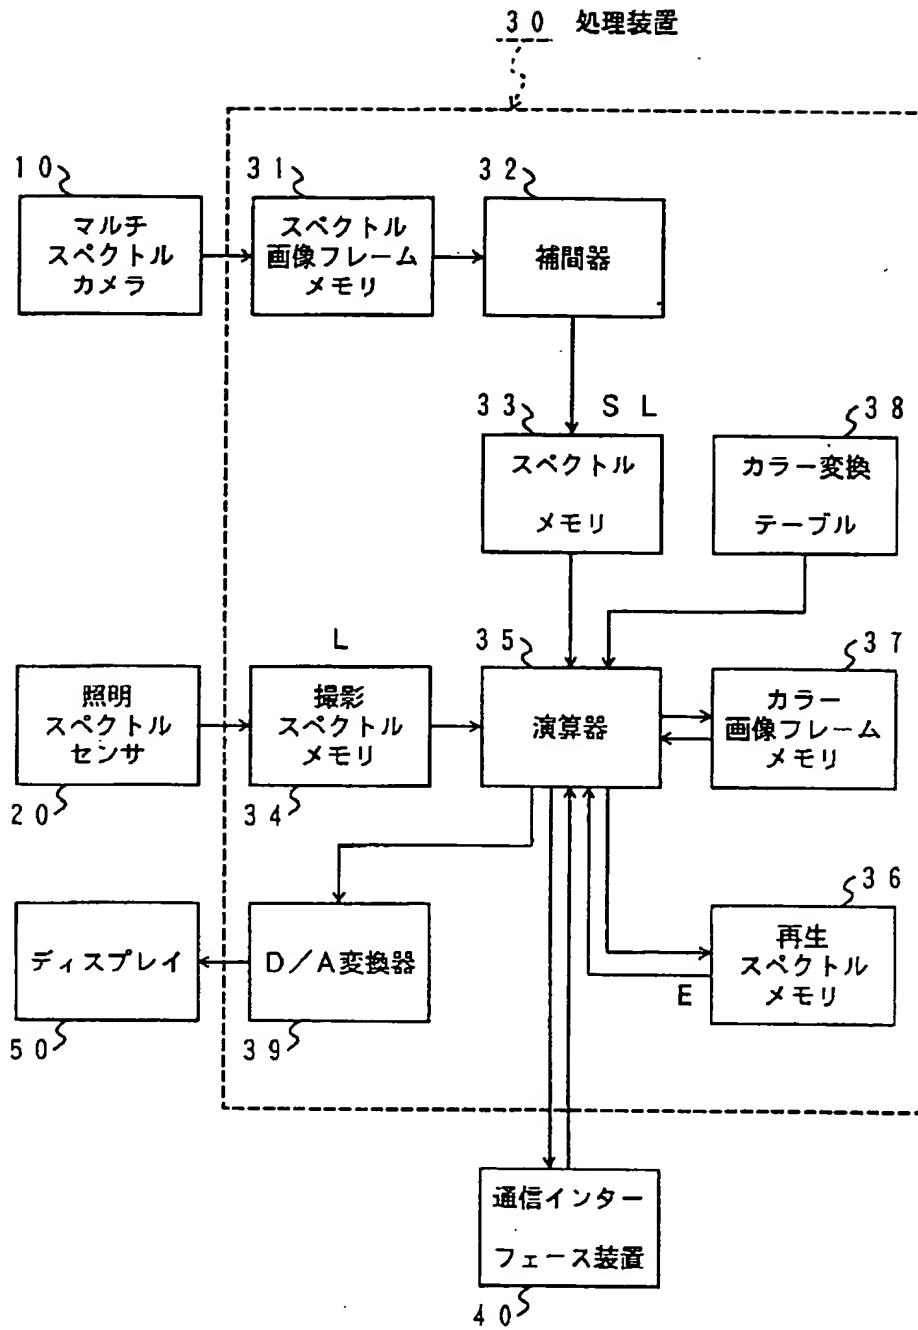 30 処理装置
10
マルチ
スペクトル
カメラ
31
スペクトル
画像フレーム
メモリ
32
補間器
33
SL
スペクトル
メモリ
38
カラー変換
テーブル
L
照明
スペクトル
センサ
20
撮影
スペクトル
メモリ
34
35
演算器
37
カラー
画像フレーム
メモリ
ディスプレイ
50
D/A変換器
39
36
再生
スペクトル
メモリ
E
通信インター
フェース装置
40